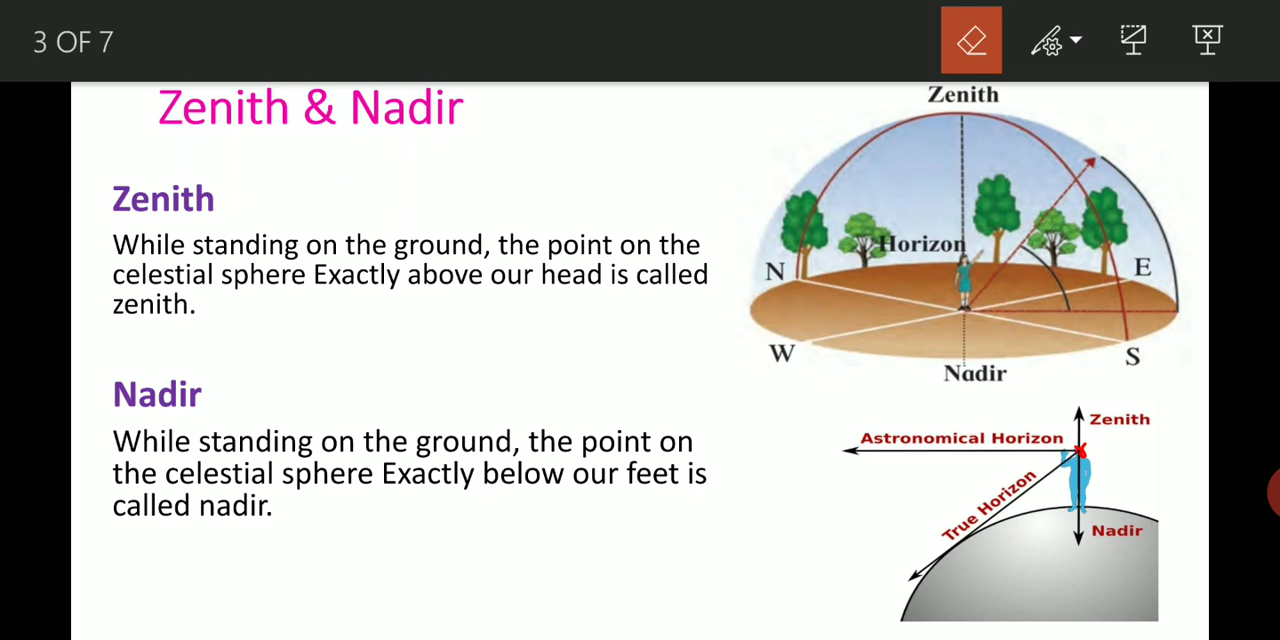 3 OF 7
Zenith & Nadir
Zenith
While standing on the ground, the point on the
celestial sphere Exactly above our head is called
zenith.
Nadir
While standing on the ground, the point on
the celestial sphere Exactly below our feet is
called nadir.
Zenith
Horizon
N
E
W
S
Nadir
Zenith
Astronomical Horizon
True Horizon
Nadir